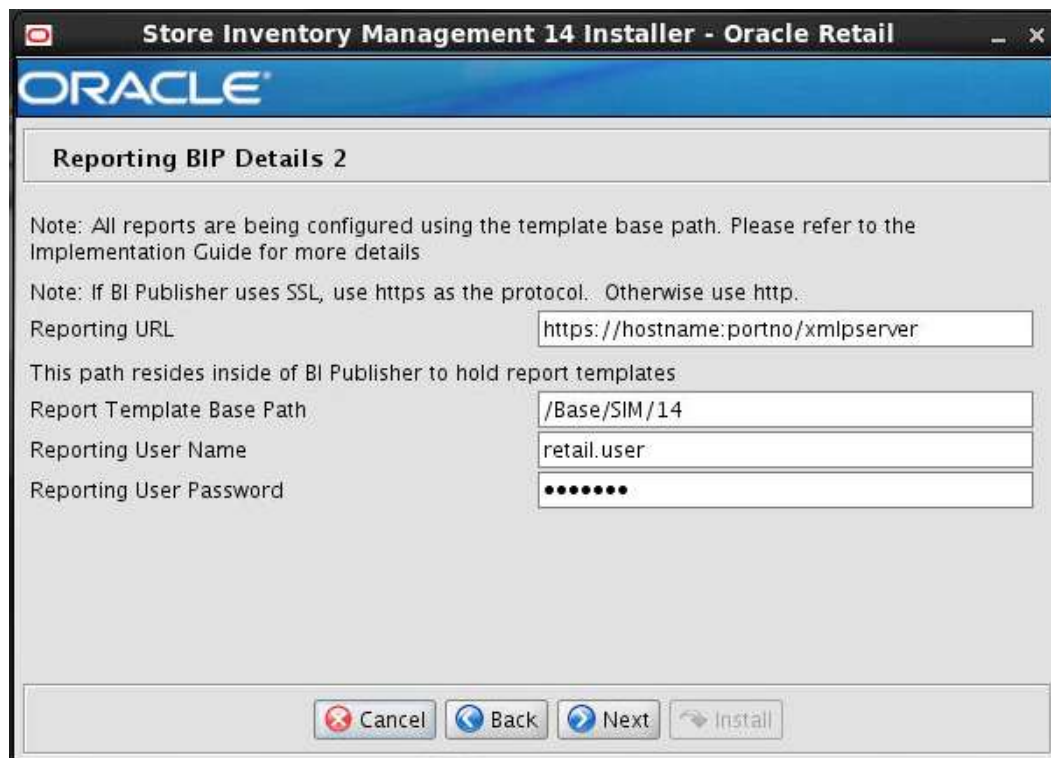 Store Inventory Management 14 Installer - Oracle Retail
ORACLE®
Reporting BIP Details 2
Note: All reports are being configured using the template base path. Please refer to the
Implementation Guide for more details
Note: If BI Publisher uses SSL, use https as the protocol.  Otherwise use http.
Reporting URL https://hostname:portno/xmlpserver
This path resides inside of BI Publisher to hold report templates
Report Template Base Path /Base/SIM/14
Reporting User Name retail.user
Reporting User Password •••••••
Cancel Back Next Install